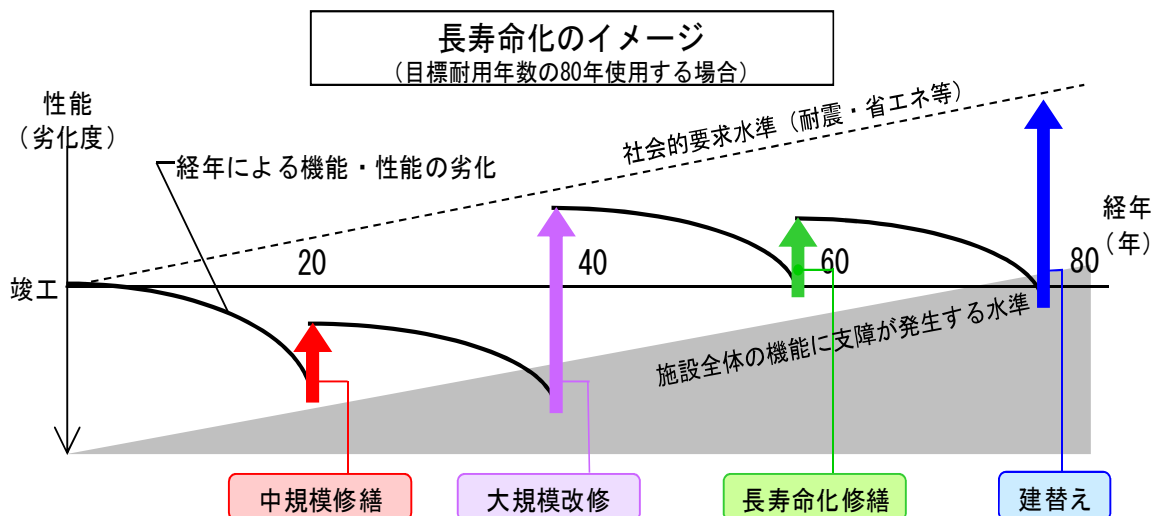 長寿命化のイメージ
（目標耐用年数の80年使用する場合）
性能
（劣化度）
経年による機能・性能の劣化
社会的要求水準（耐震・省エネ等）
経年
（年）
20
40
60
80
竣工
施設全体の機能に支障が発生する水準
中規模修繕
大規模改修
長寿命化修繕
建替え